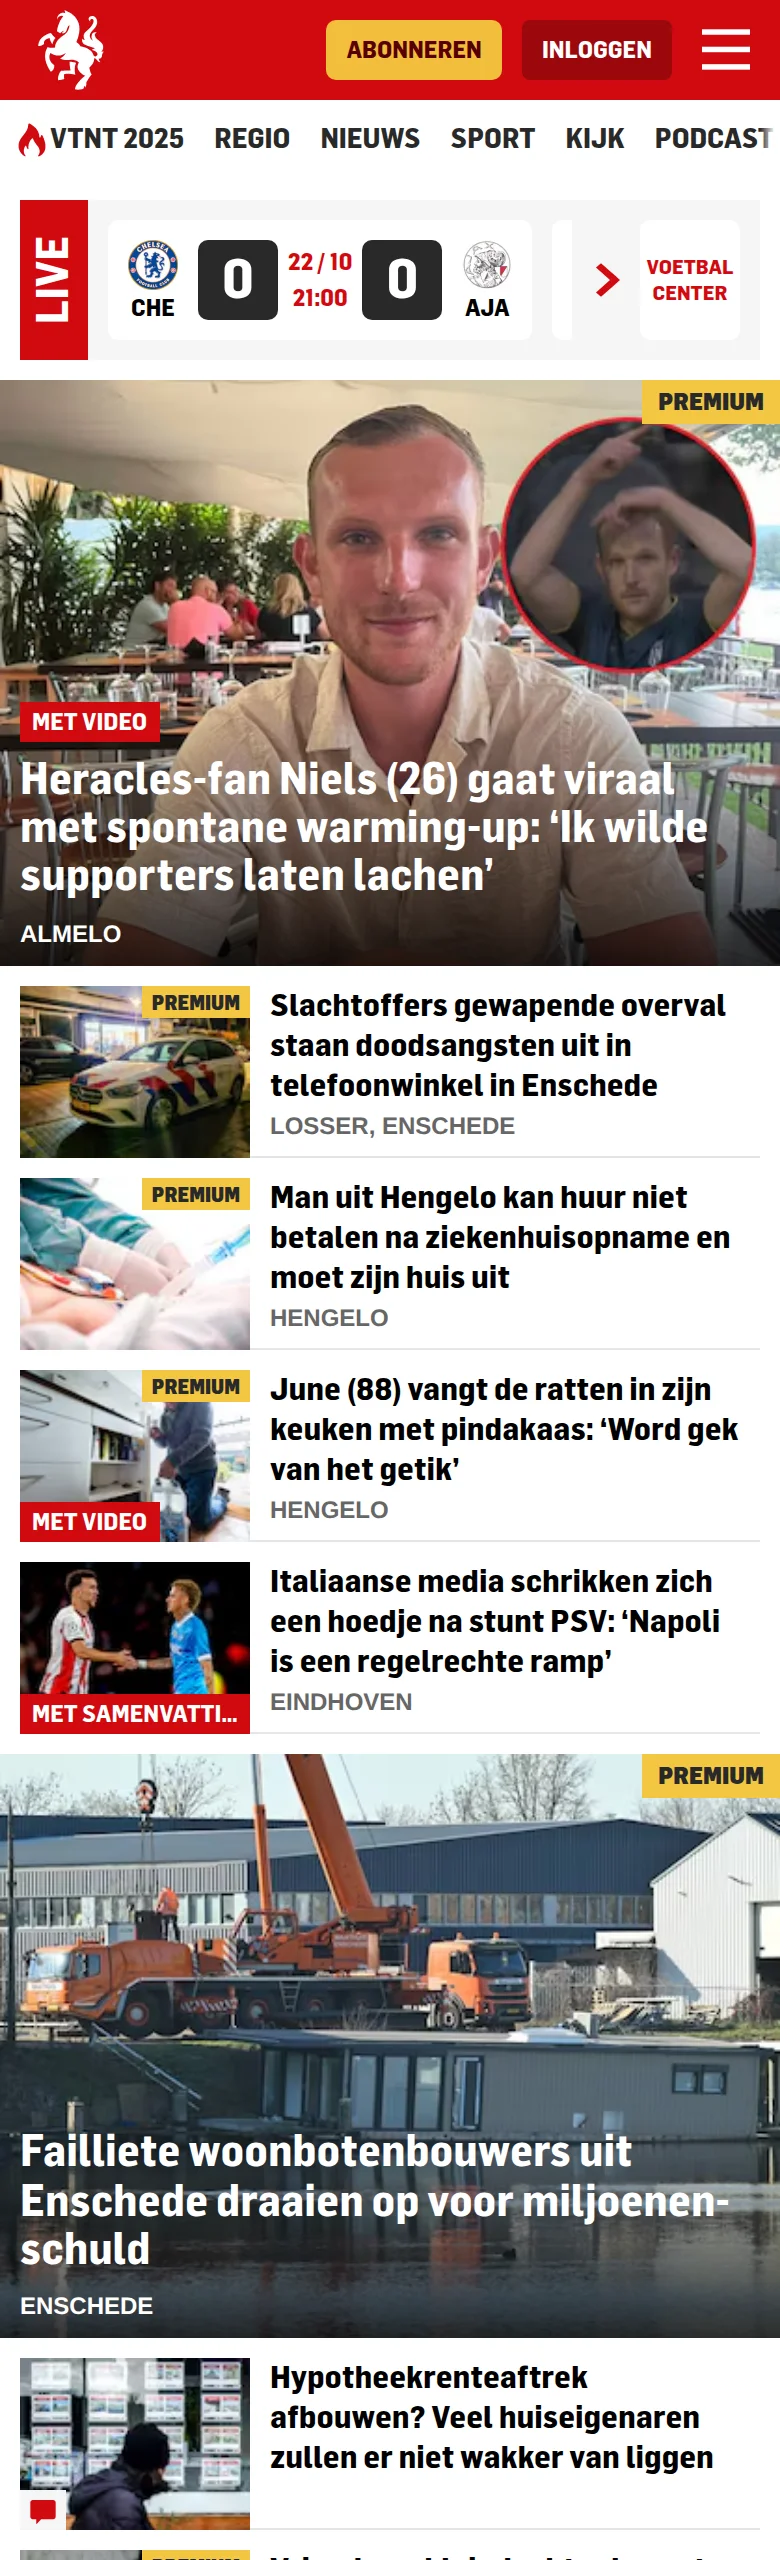 ABONNEREN
INLOGGEN
VTNT 2025 REGIO NIEUWS SPORT KIJK PODCAST
LIVE
CHE
0
22 / 10
21:00
0
AJA
VOETBAL
CENTER
PREMIUM
MET VIDEO
Heracles-fan Niels (26) gaat viraal
met spontane warming-up: ‘Ik wilde
supporters laten lachen’
ALMELO
PREMIUM
Slachtoffers gewapende overval
staan doodsangsten uit in
telefoonwinkel in Enschede
LOSSER, ENSCHEDE
PREMIUM
Man uit Hengelo kan huur niet
betalen na ziekenhuisopname en
moet zijn huis uit
HENGELO
PREMIUM
MET VIDEO
June (88) vangt de ratten in zijn
keuken met pindakaas: ‘Word gek
van het getik’
HENGELO
MET SAMENVATTI...
Italiaanse media schrikken zich
een hoedje na stunt PSV: ‘Napoli
is een regelrechte ramp’
EINDHOVEN
PREMIUM
Failliete woonbotenbouwers uit
Enschede draaien op voor miljoenen-
schuld
ENSCHEDE
Hypotheekrenteaftrek
afbouwen? Veel huiseigenaren
zullen er niet wakker van liggen